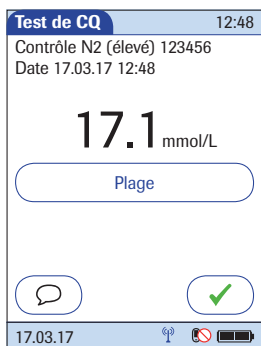 Test de CQ 12:48
Contrôle N2 (élevé) 123456
Date 17.03.17 12:48
17.1 mmol/L
Plage
17.03.17